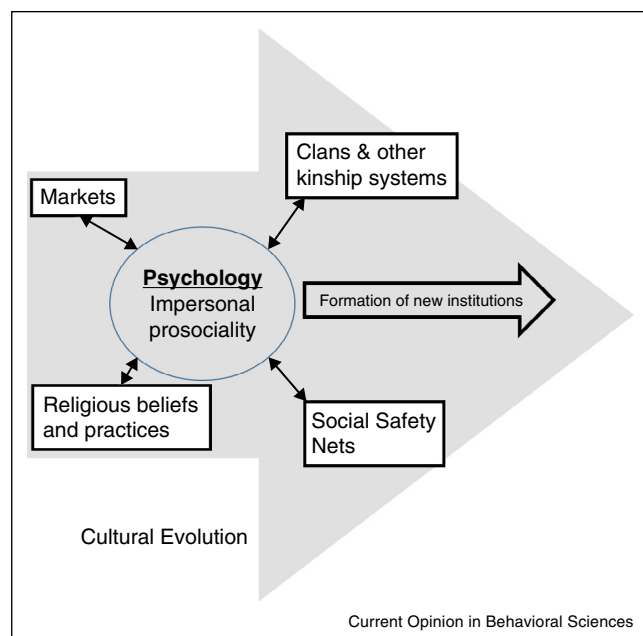 Clans & other
kinship systems
Markets
Psychology
Impersonal
prosociality
Formation of new institutions
Religious beliefs
and practices
Social Safety
Nets
Cultural Evolution
Current Opinion in Behavioral Sciences